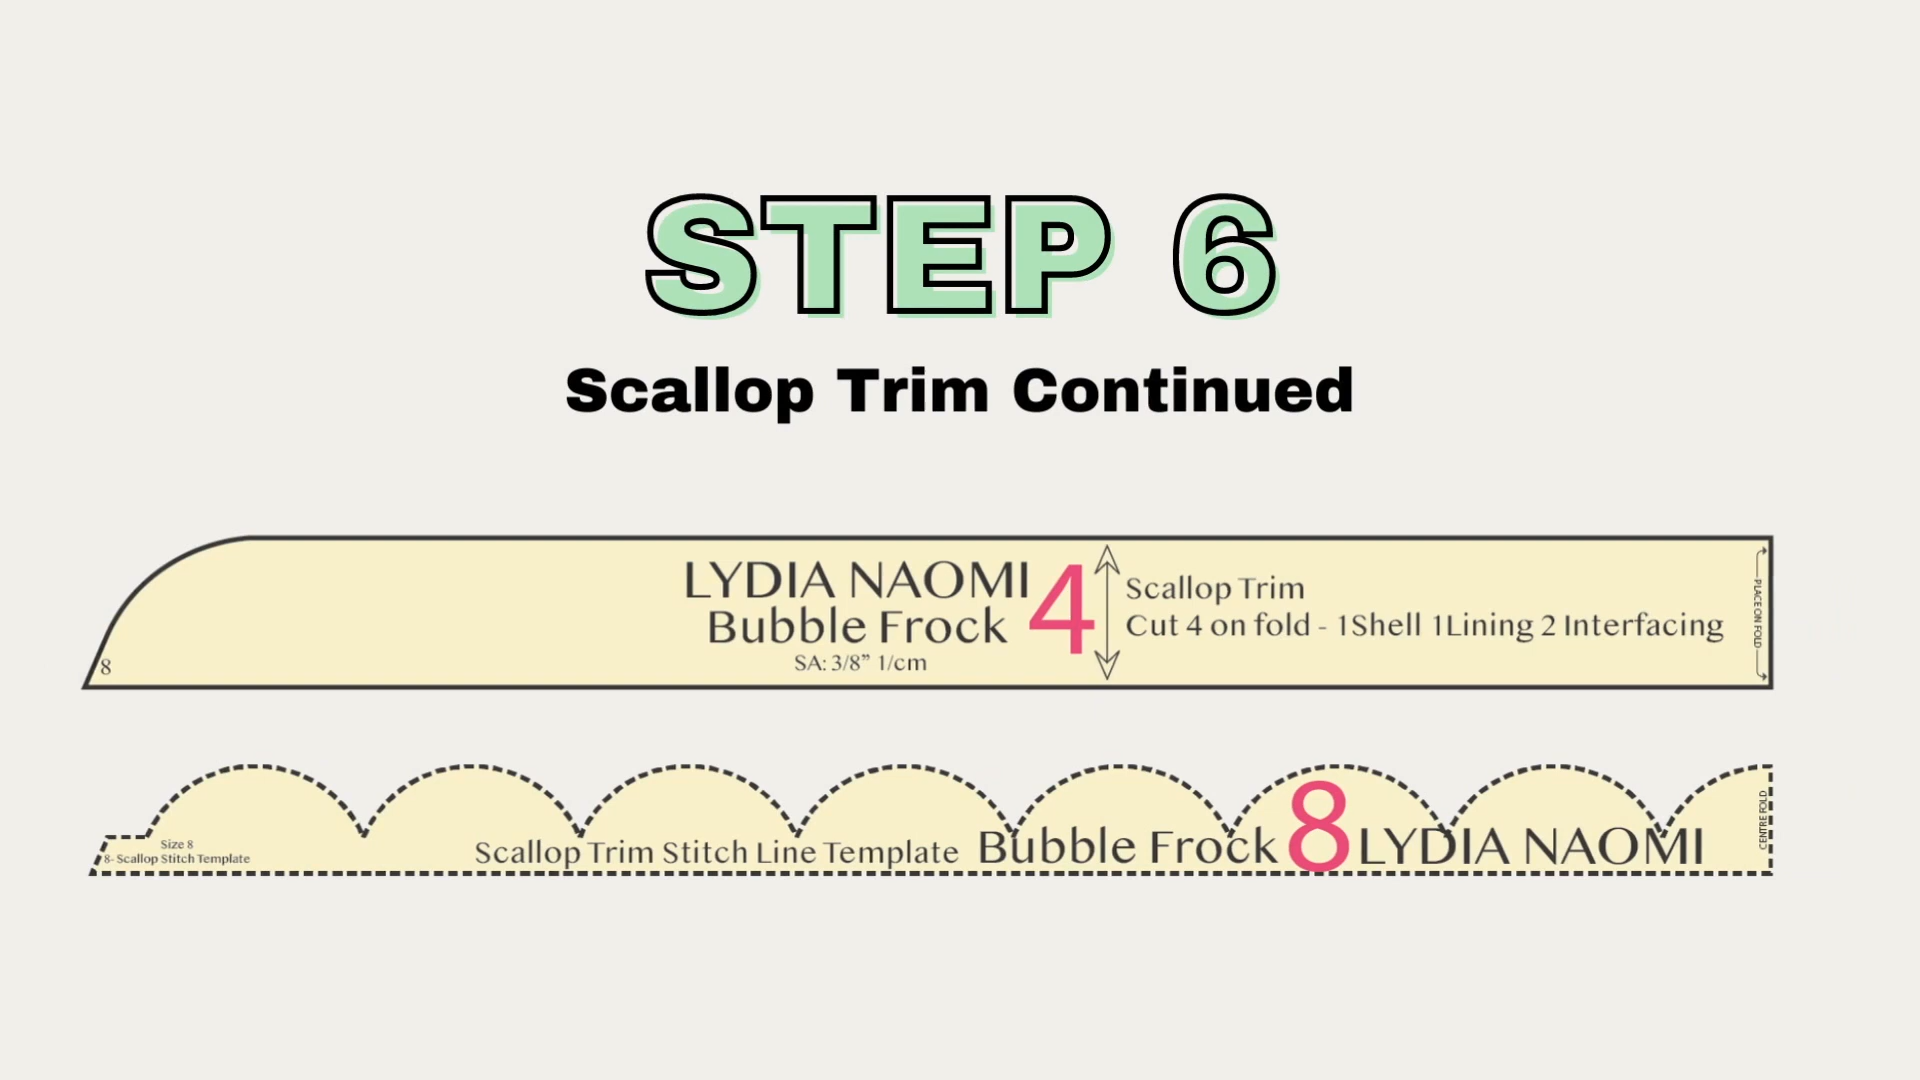 STEP 6
Scallop Trim Continued
LYDIA NAOMI
Bubble Frock
SA: 3/8” 1/cm
4
Scallop Trim
Cut 4 on fold - 1Shell 1Lining 2 Interfacing
PLACE ON FOLD
8
Size 8
8- Scallop Stitch Template
Scallop Trim Stitch Line Template
Bubble Frock
8
LYDIA NAOMI
CENTRE FOLD